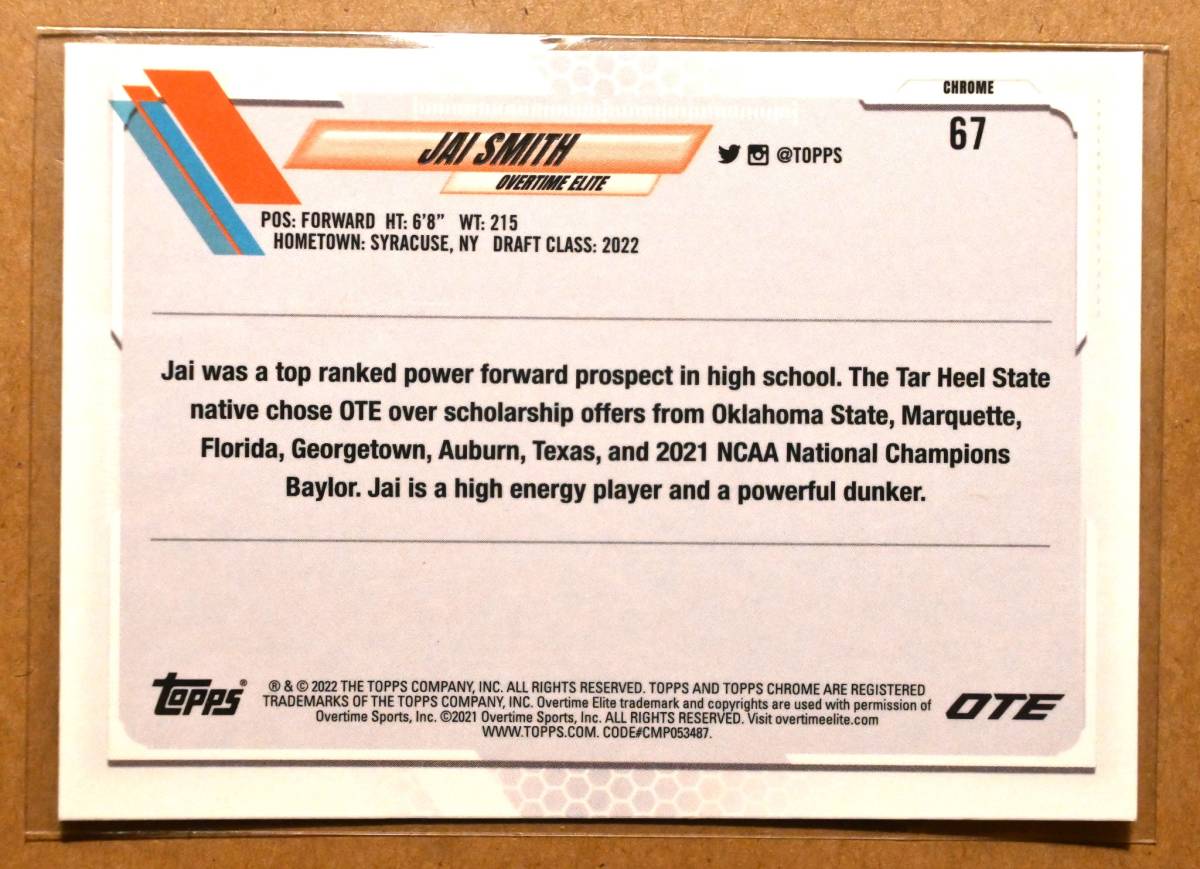 CHROME
67
JAI SMITH
@TOPPS
OVERTIME ELITE
POS: FORWARD HT: 6'8" WT: 215
HOMETOWN: SYRACUSE, NY DRAFT CLASS: 2022
Jai was a top ranked power forward prospect in high school. The Tar Heel State
native chose OTE over scholarship offers from Oklahoma State, Marquette,
Florida, Georgetown, Auburn, Texas, and 2021 NCAA National Champions
Baylor. Jai is a high energy player and a powerful dunker.
TOPPS®
® & © 2022 THE TOPPS COMPANY, INC. ALL RIGHTS RESERVED. TOPPS AND TOPPS CHROME ARE REGISTERED
TRADEMARKS OF THE TOPPS COMPANY, INC. Overtime Elite trademark and copyrights are used with permission of
Overtime Sports, Inc. ©2021 Overtime Sports, Inc. ALL RIGHTS RESERVED. Visit overtimeelite.com
WWW.TOPPS.COM. CODE#CMP053487.
OTE